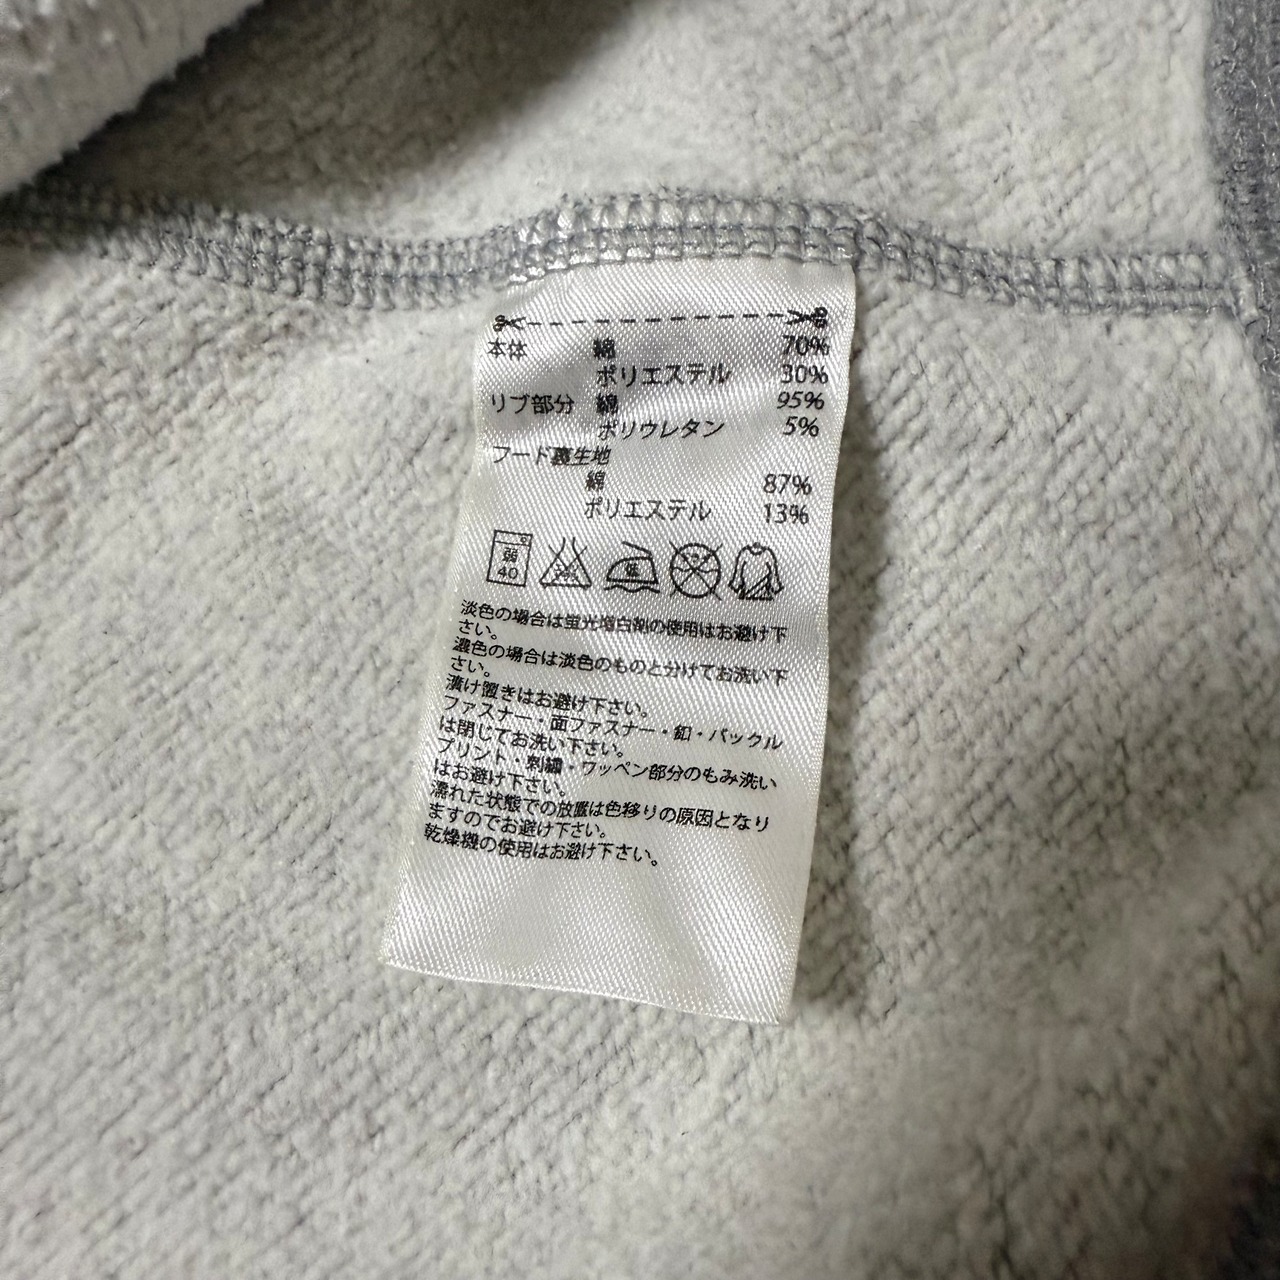 本体 綿 70%
ポリエステル 30%
リブ部分 綿 95%
ポリウレタン 5%
フード裏生地
綿 87%
ポリエステル 13%
弱 40 低
淡色の場合は蛍光増白剤の使用はお避け下
さい。
濃色の場合は淡色のものと分けてお洗い下
さい。
漬け置きはお避け下さい。
ファスナー・面ファスナー・釦・バックル
は閉じてお洗い下さい。
プリント・刺繍・ワッペン部分のもみ洗い
はお避け下さい。
濡れた状態での放置は色移りの原因となり
ますのでお避け下さい。
乾燥機の使用はお避け下さい。